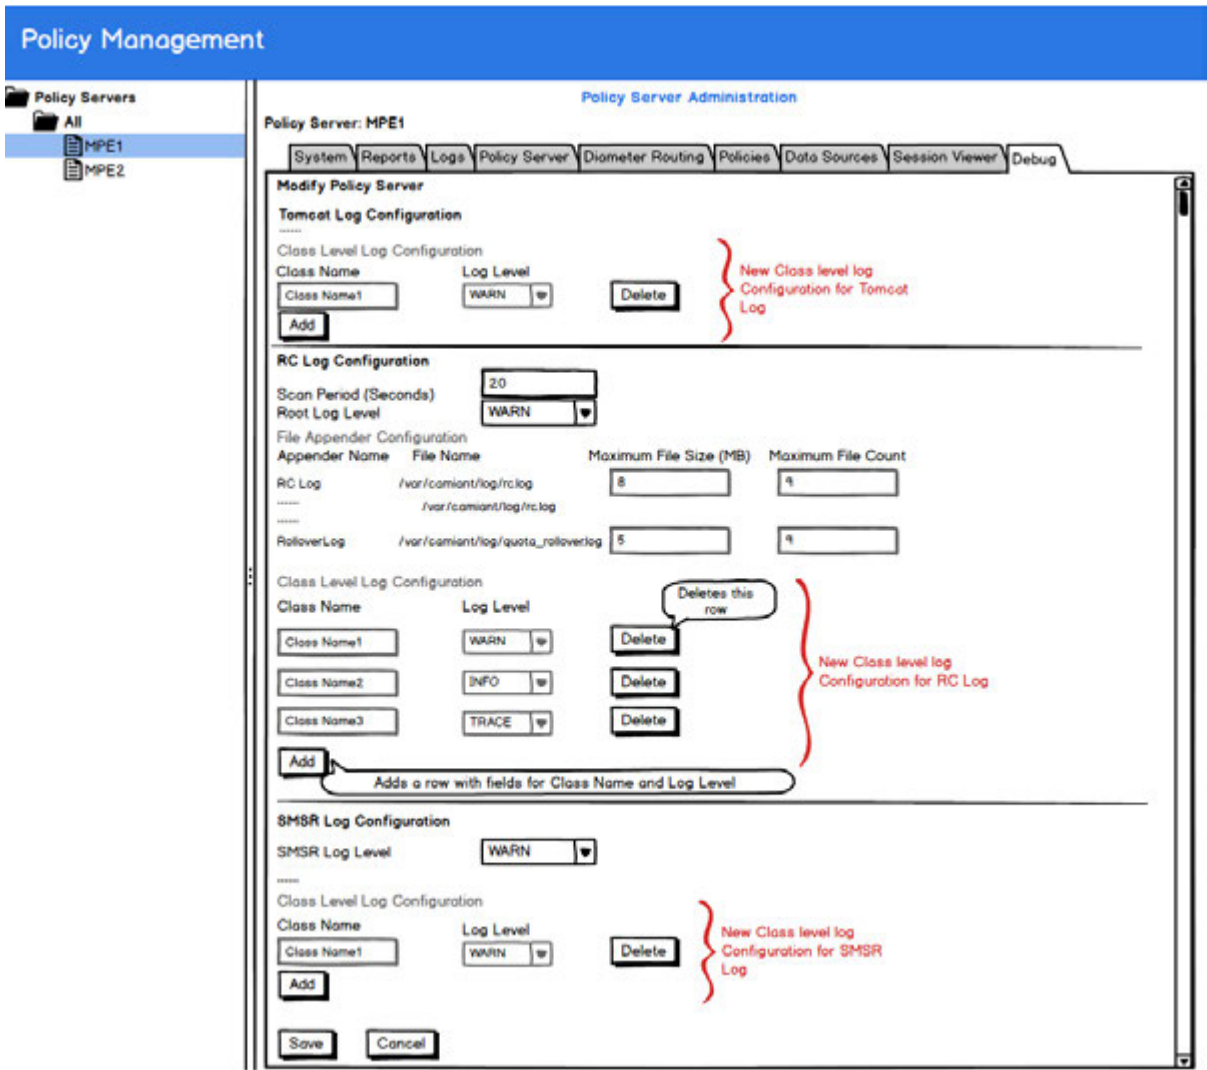 Policy Management
Policy Servers
All
MPE1
MPE2
Policy Server Administration
Policy Server: MPE1
System Reports Logs Policy Server Diameter Routing Policies Data Sources Session Viewer Debug
Modify Policy Server
Tomcat Log Configuration
......
Class Level Log Configuration
Class Name Log Level
Class Name1 WARN Delete
Add
New Class level log
Configuration for Tomcat
Log
RC Log Configuration
Scan Period (Seconds) 20
Root Log Level WARN
File Appender Configuration
Appender Name File Name Maximum File Size (MB) Maximum File Count
RC Log /var/camiant/log/rc.log 8 9
...... /var/camiant/log/rc.log
......
RolloverLog /var/camiant/log/quota_rollover.log 5 9
Class Level Log Configuration
Class Name Log Level
Deletes this
row
Class Name1 WARN Delete
Class Name2 INFO Delete
Class Name3 TRACE Delete
New Class level log
Configuration for RC Log
Add
Adds a row with fields for Class Name and Log Level
SMSR Log Configuration
SMSR Log Level WARN
......
Class Level Log Configuration
Class Name Log Level
Class Name1 WARN Delete
Add
New Class level log
Configuration for SMSR
Log
Save Cancel